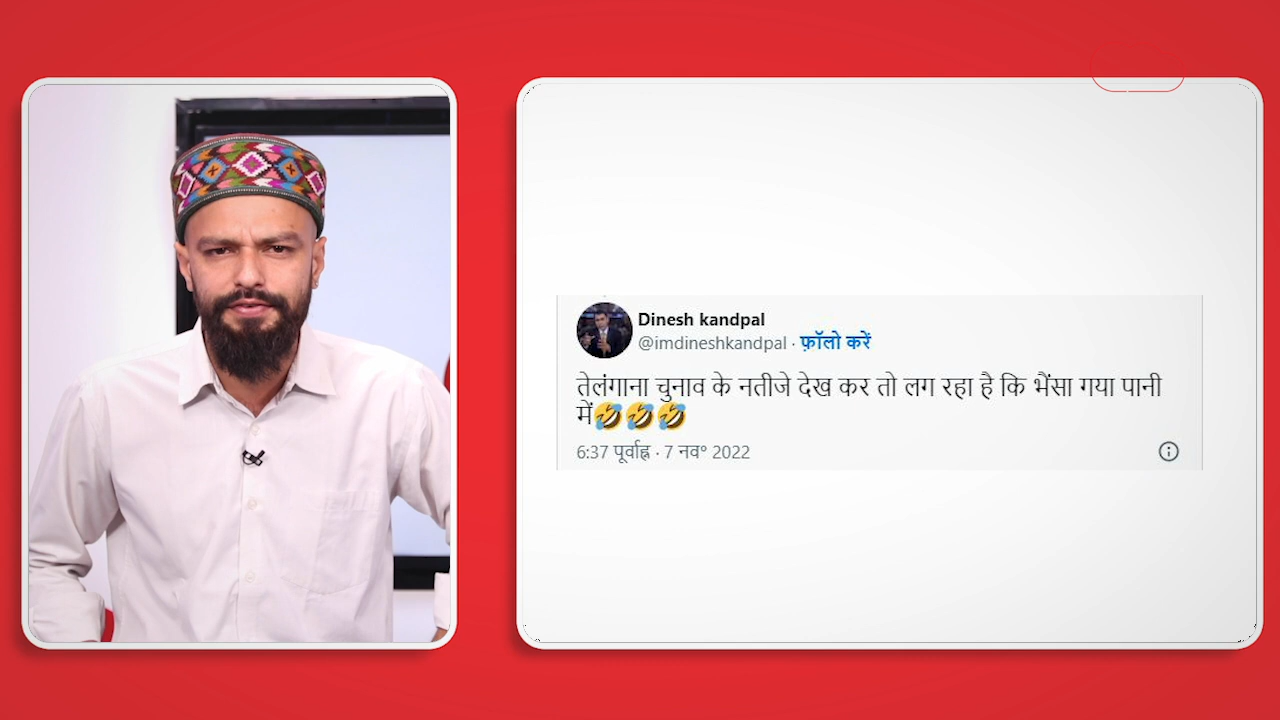 Dinesh kandpal
@imdineshkandpal · फ़ॉलो करें
तेलंगाना चुनाव के नतीजे देख कर तो लग रहा है कि भैंसा गया पानी
में🤣🤣🤣
6:37 पूर्वाह्न · 7 नव॰ 2022